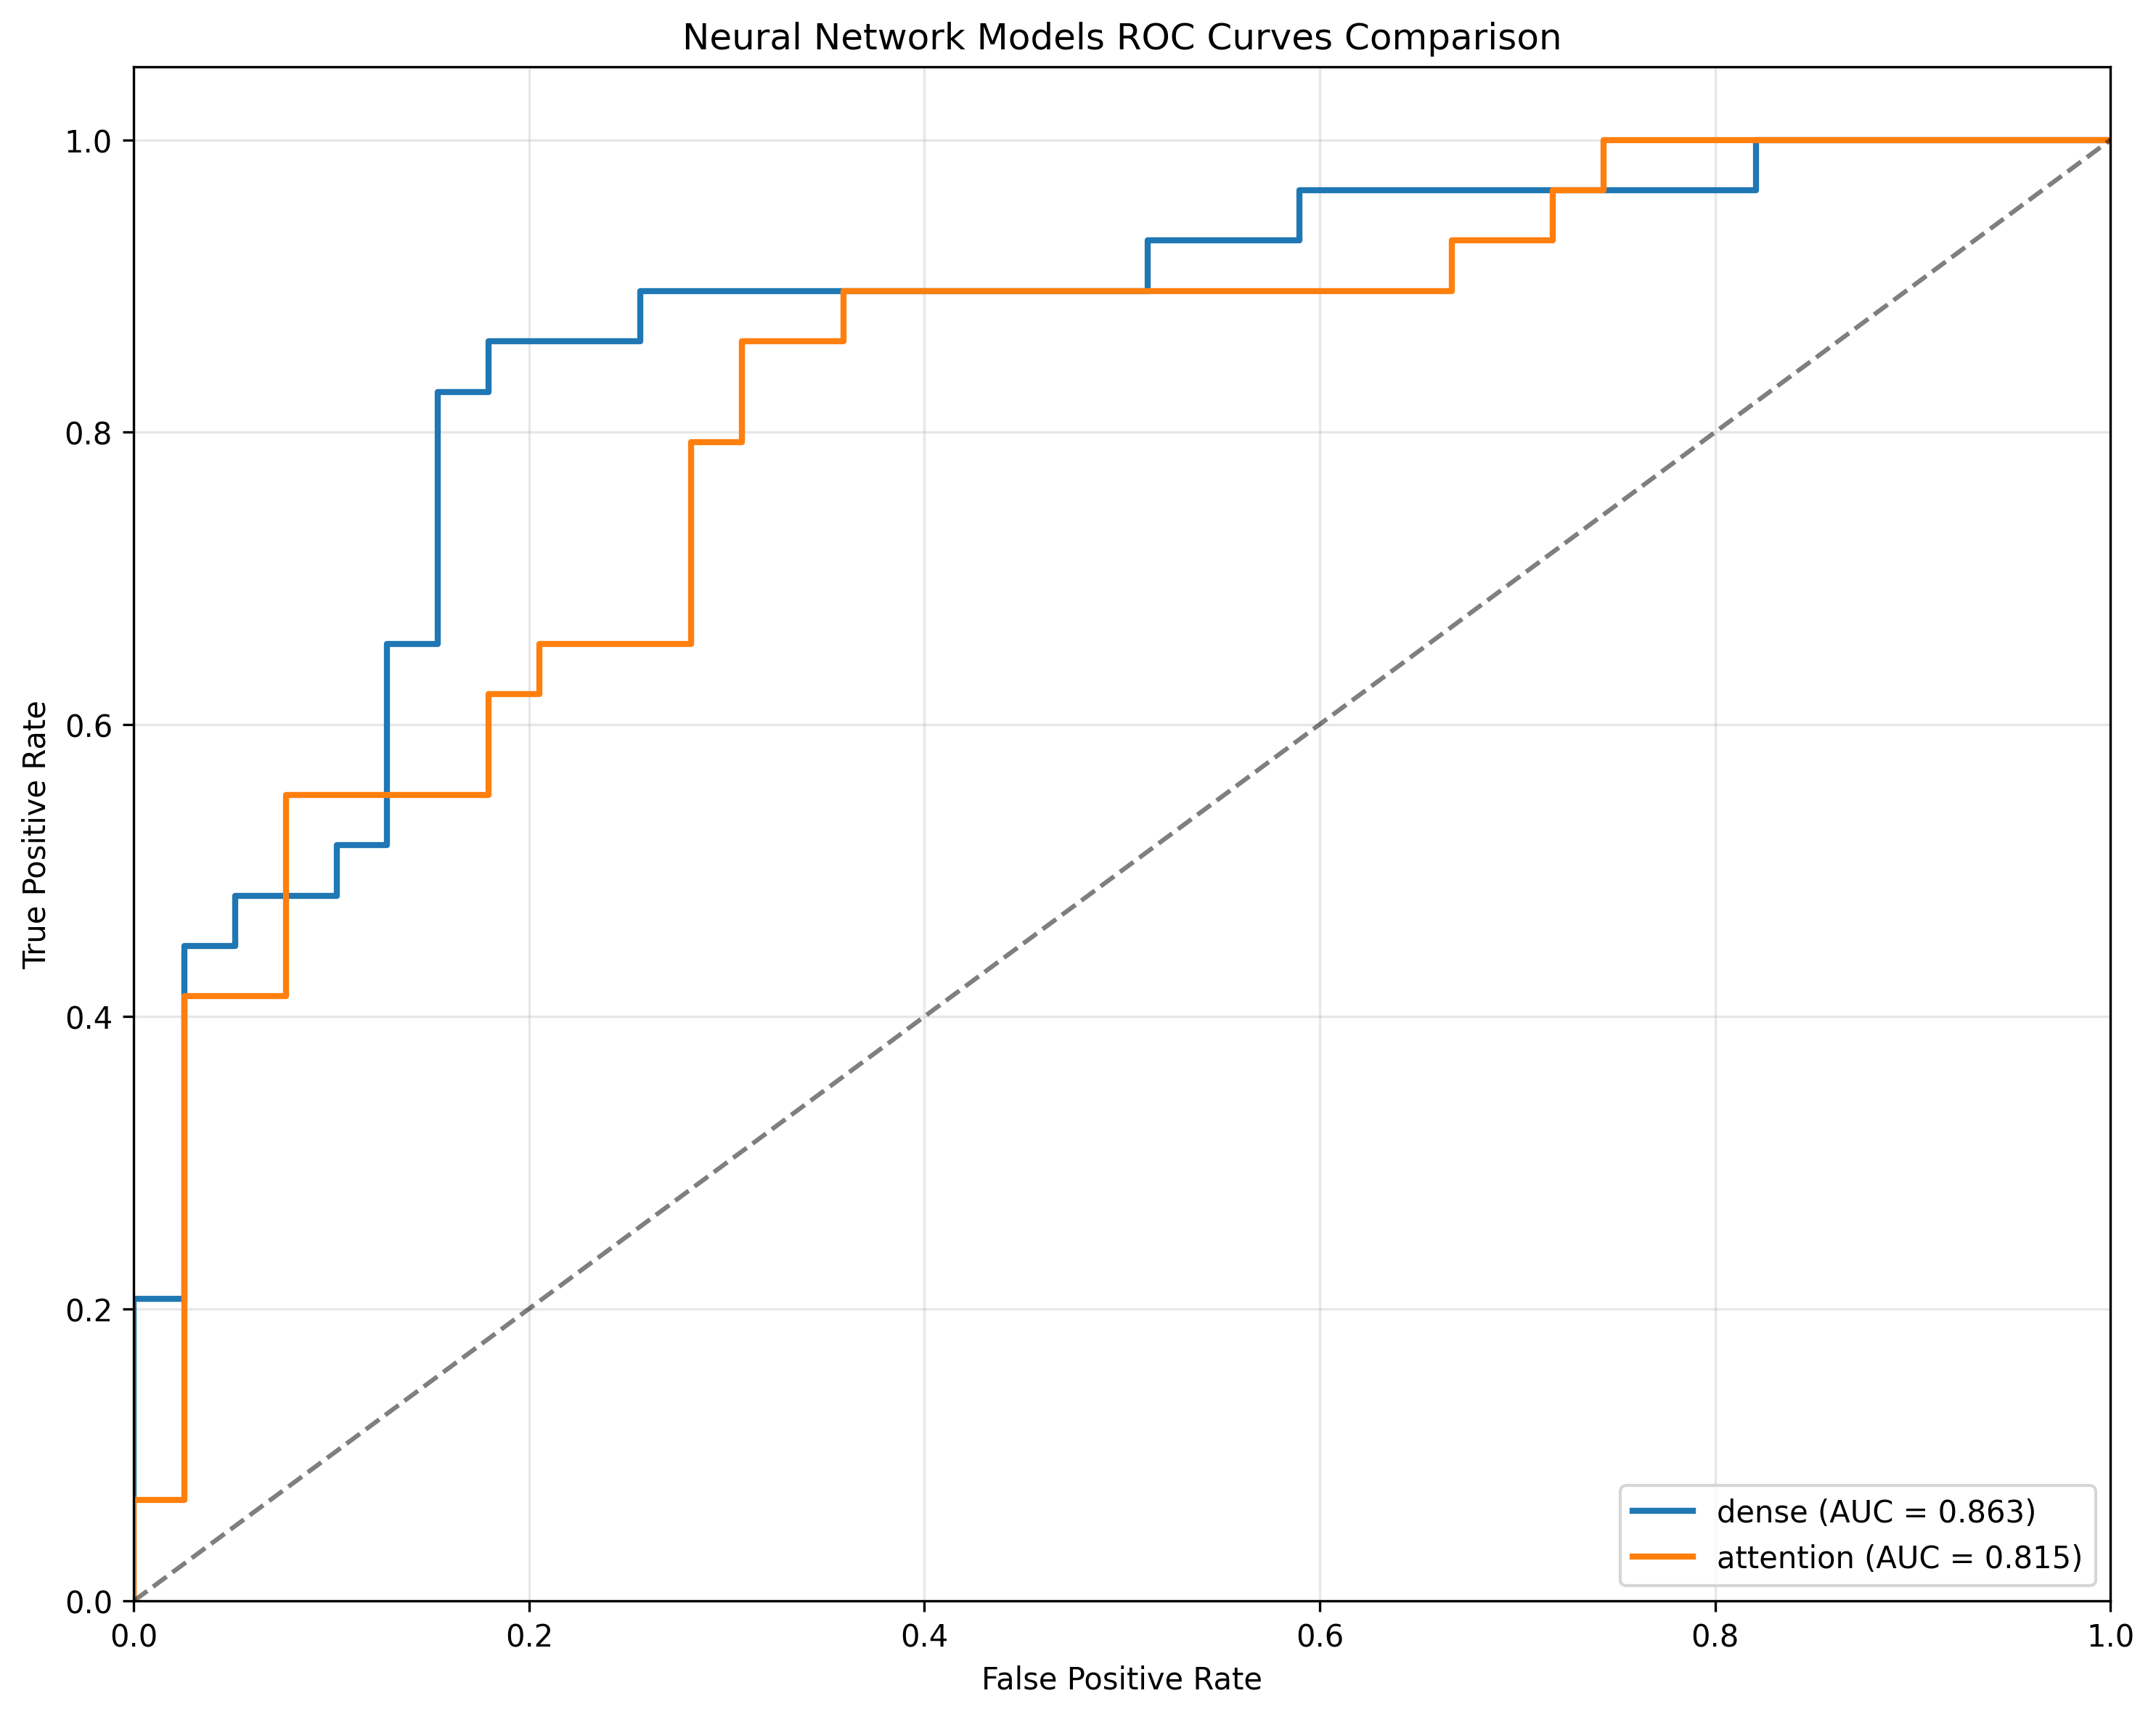 Neural Network Models ROC Curves Comparison
True Positive Rate
1.0
0.8
0.6
0.4
0.2
0.0
0.0 0.2 0.4 0.6 0.8 1.0
False Positive Rate
dense (AUC = 0.863)
attention (AUC = 0.815)